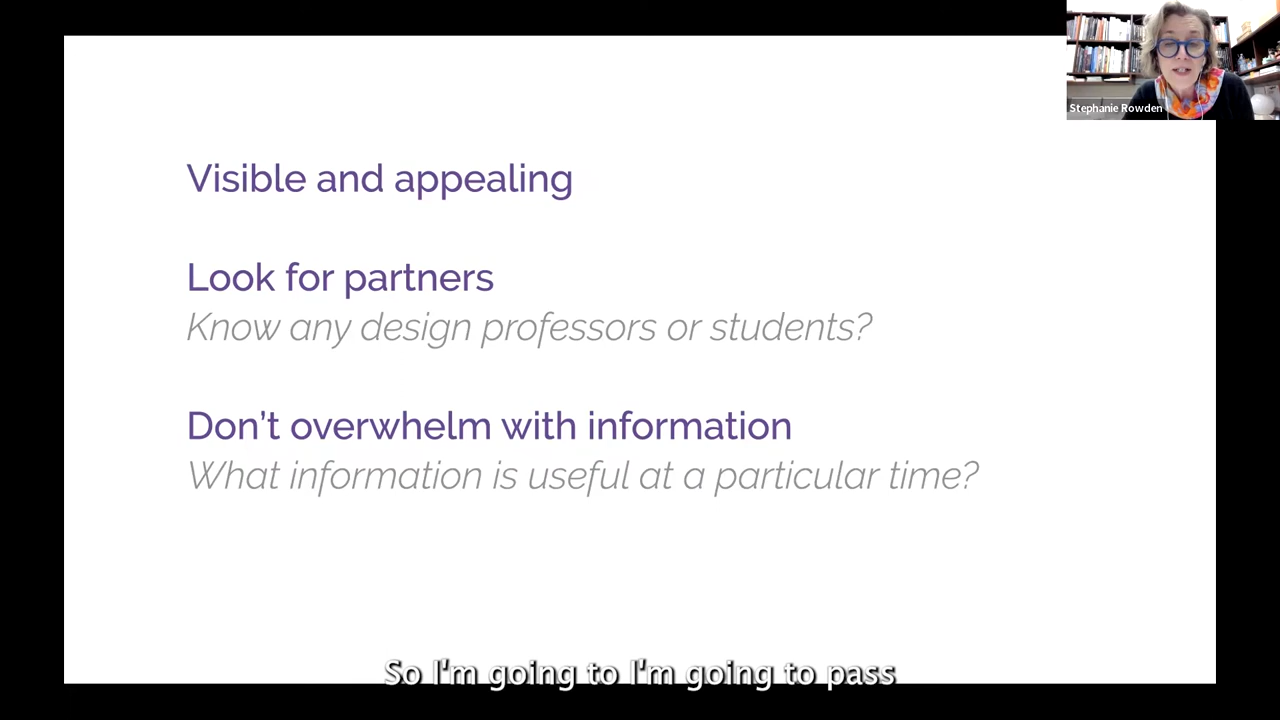 Stephanie Rowden
Visible and appealing
Look for partners
Know any design professors or students?
Don't overwhelm with information
What information is useful at a particular time?
So I'm going to I'm going to pass